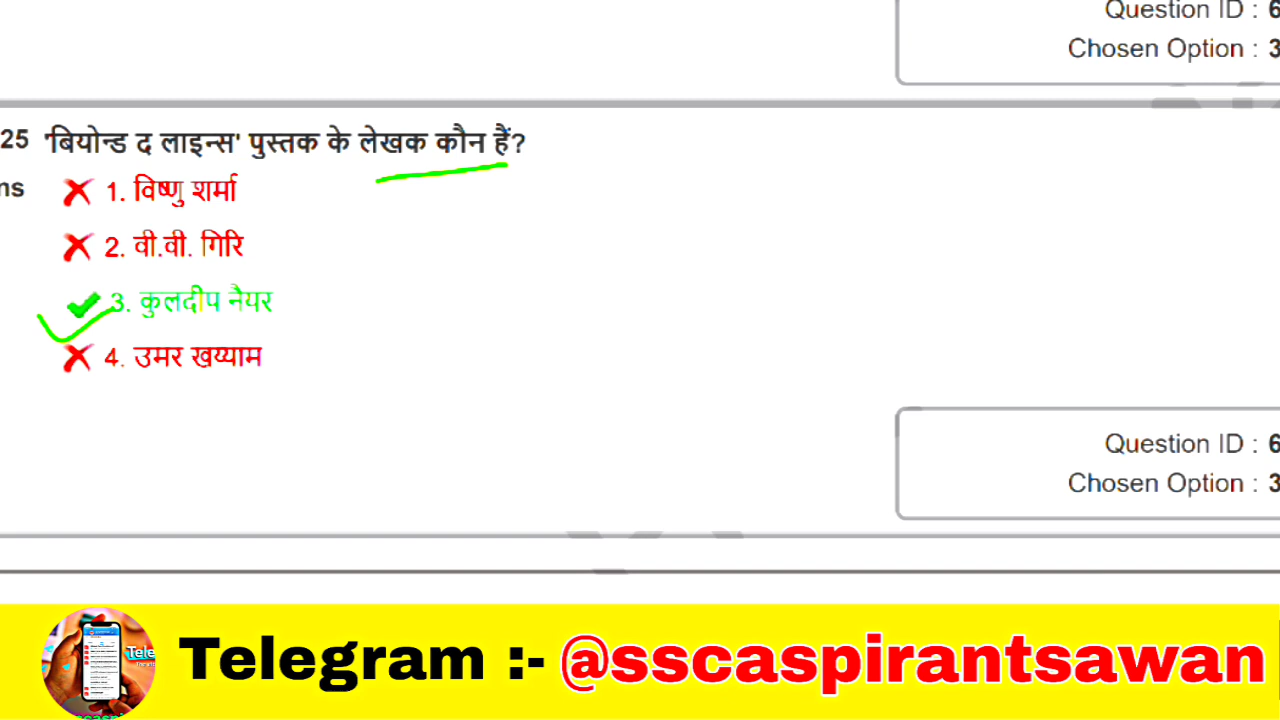 Question ID : 6
Chosen Option : 3
25 'बियोन्ड द लाइन्स' पुस्तक के लेखक कौन हैं?
ns
1. विष्णु शर्मा
2. वी.वी. गिरि
3. कुलदीप नैयर
4. उमर खय्याम
Question ID : 6
Chosen Option : 3
Telegram :- @sscaspirantsawan